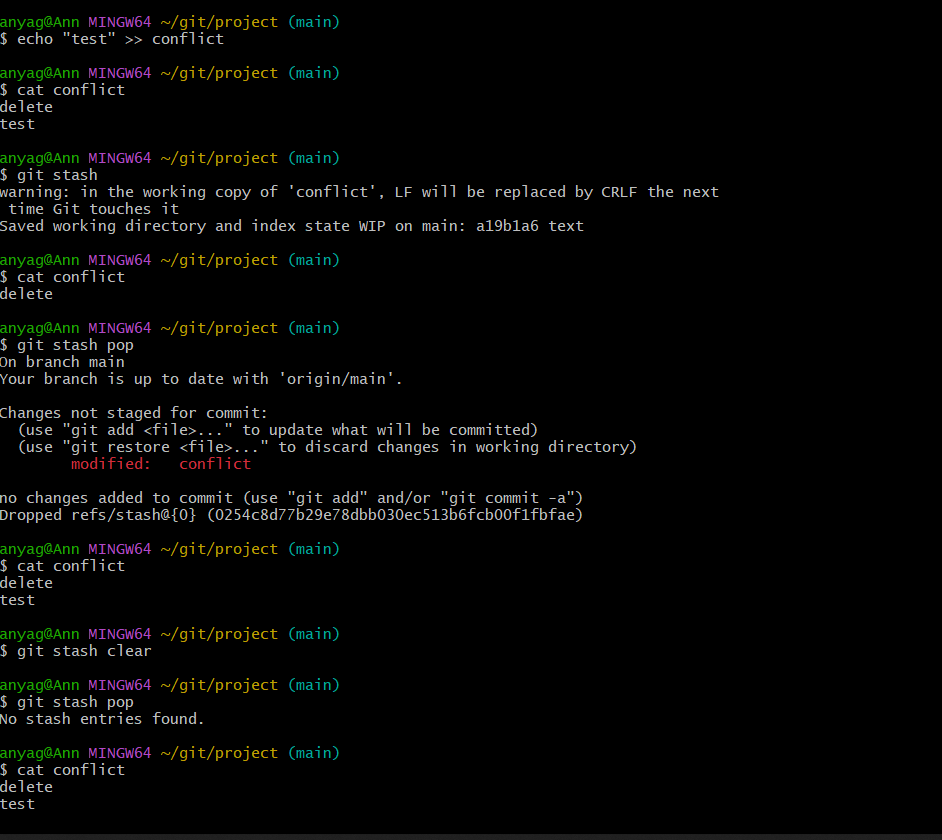 anyag@Ann MINGW64 ~/git/project (main)
$ echo "test" >> conflict
anyag@Ann MINGW64 ~/git/project (main)
$ cat conflict
delete
test
anyag@Ann MINGW64 ~/git/project (main)
$ git stash
warning: in the working copy of 'conflict', LF will be replaced by CRLF the next
 time Git touches it
Saved working directory and index state WIP on main: a19b1a6 text
anyag@Ann MINGW64 ~/git/project (main)
$ cat conflict
delete
anyag@Ann MINGW64 ~/git/project (main)
$ git stash pop
On branch main
Your branch is up to date with 'origin/main'.
Changes not staged for commit:
  (use "git add <file>..." to update what will be committed)
  (use "git restore <file>..." to discard changes in working directory)
        modified:   conflict
no changes added to commit (use "git add" and/or "git commit -a")
Dropped refs/stash@{0} (0254c8d77b29e78dbb030ec513b6fcb00f1fbfae)
anyag@Ann MINGW64 ~/git/project (main)
$ cat conflict
delete
test
anyag@Ann MINGW64 ~/git/project (main)
$ git stash clear
anyag@Ann MINGW64 ~/git/project (main)
$ git stash pop
No stash entries found.
anyag@Ann MINGW64 ~/git/project (main)
$ cat conflict
delete
test